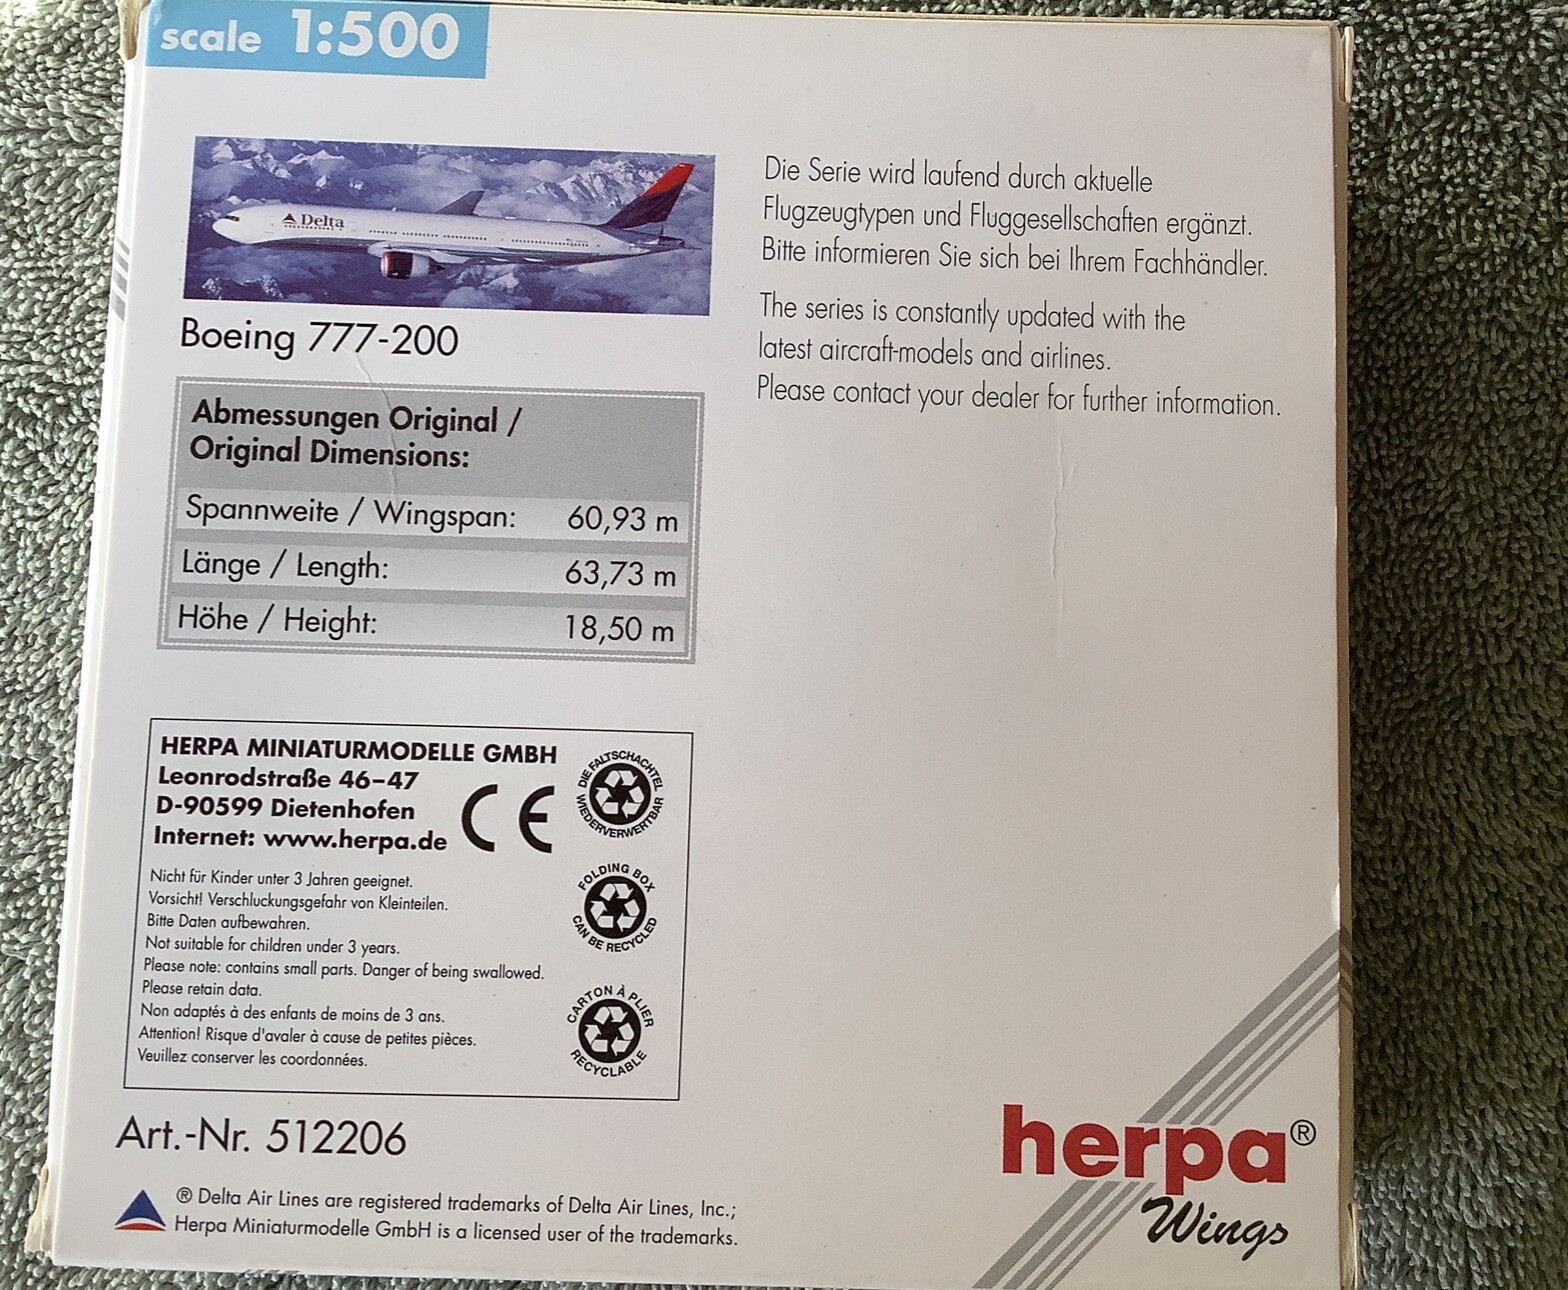 scale 1:500
Delta
Boeing 777-200
Abmessungen Original /
Original Dimensions:
Spannweite / Wingspan: 60,93 m
Länge / Length: 63,73 m
Höhe / Height: 18,50 m
Die Serie wird laufend durch aktuelle
Flugzeugtypen und Fluggesellschaften ergänzt.
Bitte informieren Sie sich bei Ihrem Fachhändler.
The series is constantly updated with the
latest aircraft-models and airlines.
Please contact your dealer for further information.
HERPA MINIATURMODELLE GMBH
Leonrodstraße 46–47
D-90599 Dietenhofen
Internet: www.herpa.de
CE
DIE FALTSCHACHTEL
WIEDERVERWERTBAR
FOLDING BOX
CAN BE RECYCLED
CARTON À PLIER
RECYCLABLE
Nicht für Kinder unter 3 Jahren geeignet.
Vorsicht! Verschluckungsgefahr von Kleinteilen.
Bitte Daten aufbewahren.
Not suitable for children under 3 years.
Please note: contains small parts. Danger of being swallowed.
Please retain data.
Non adaptés à des enfants de moins de 3 ans.
Attention! Risque d'avaler à cause de petites pièces.
Veuillez conserver les coordonnées.
Art.-Nr. 512206
® Delta Air Lines are registered trademarks of Delta Air Lines, Inc.;
Herpa Miniaturmodelle GmbH is a licensed user of the trademarks.
herpa®
Wings